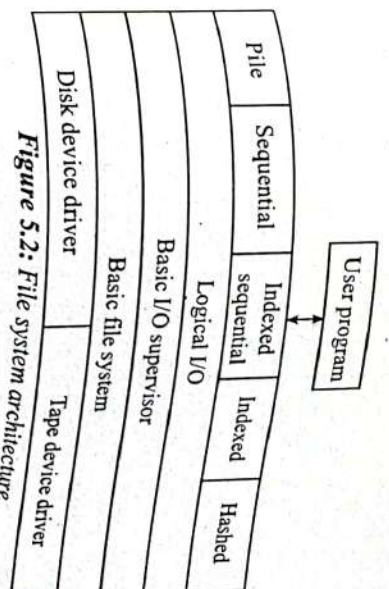 User program
Pile Sequential Indexed sequential Indexed Hashed
Logical I/O
Basic I/O supervisor
Basic file system
Disk device driver Tape device driver
Figure 5.2: File system architecture